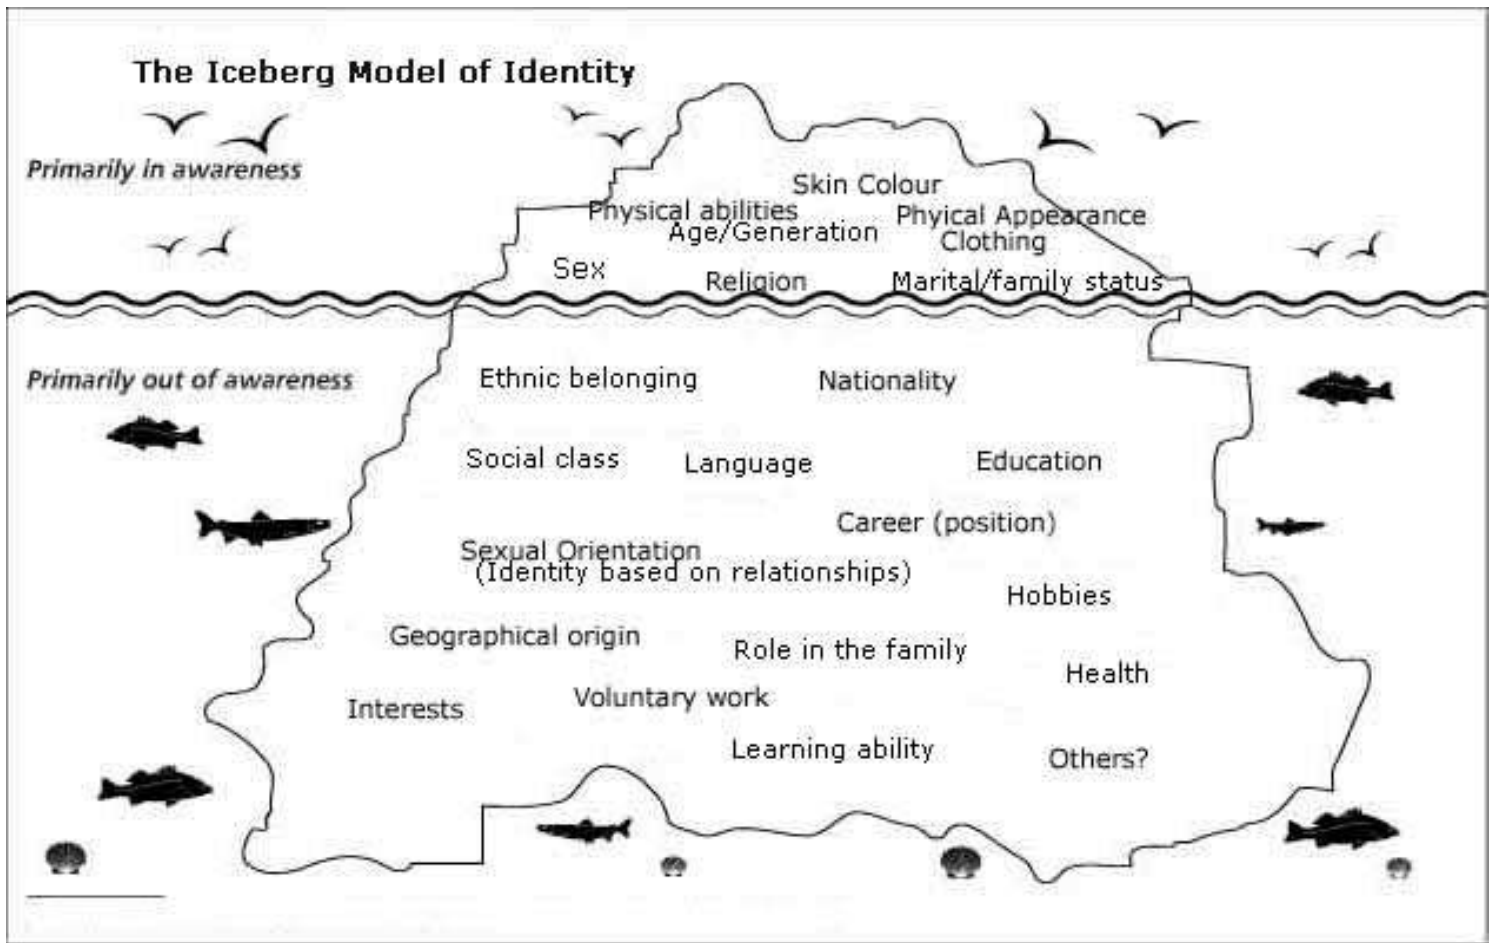 The Iceberg Model of Identity
Primarily in awareness
Skin Colour
Physical abilities
Phyical Appearance
Age/Generation
Clothing
Sex
Religion
Marital/family status
Primarily out of awareness
Ethnic belonging
Nationality
Social class
Language
Education
Career (position)
Sexual Orientation
(Identity based on relationships)
Hobbies
Geographical origin
Role in the family
Health
Interests
Voluntary work
Learning ability
Others?